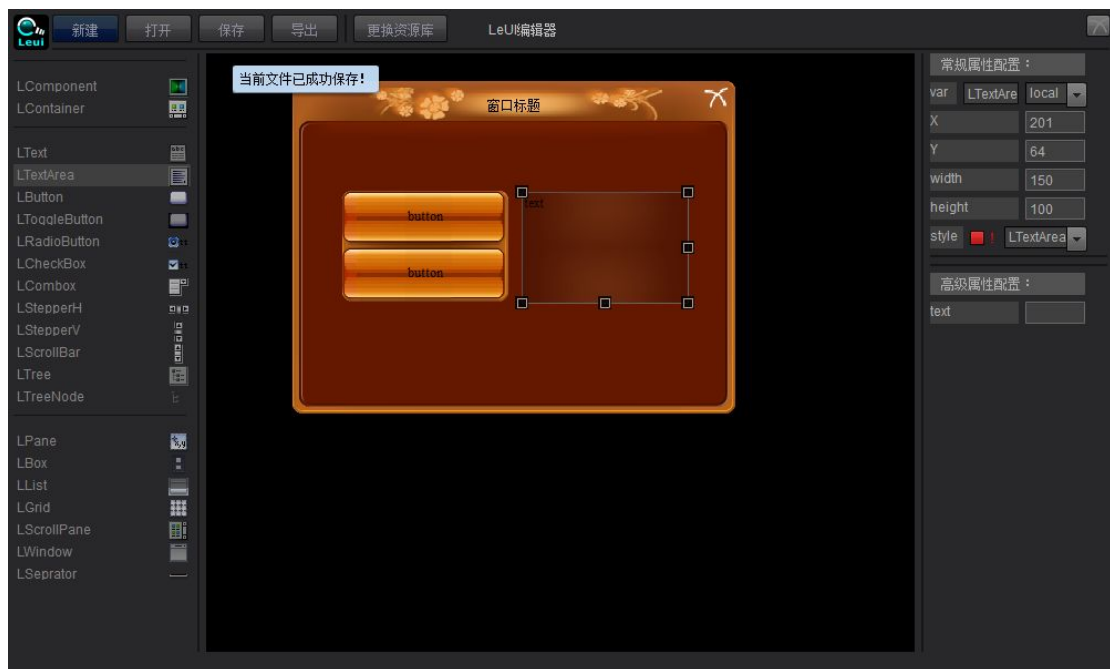 Leui 新建 打开 保存 导出 更换资源库 LeUI编辑器
LComponent
LContainer
LText
LTextArea
LButton
LToggleButton
LRadioButton
LCheckBox
LCombox
LStepperH
LStepperV
LScrollBar
LTree
LTreeNode
LPane
LBox
LList
LGrid
LScrollPane
LWindow
LSeprator
当前文件已成功保存！
窗口标题
button
button
text
常规属性配置：
var LTextAre local
X 201
Y 64
width 150
height 100
style ! LTextArea
高级属性配置：
text